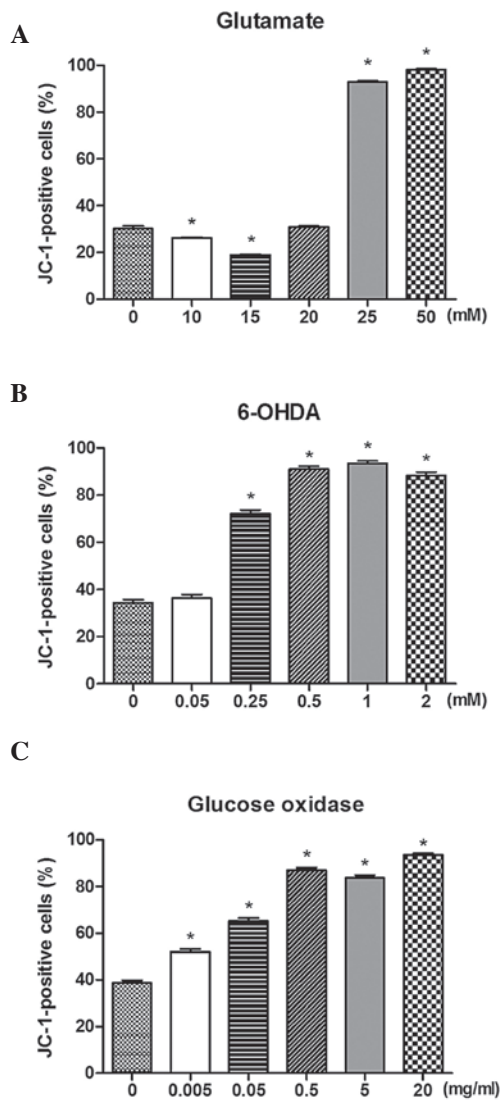 A
Glutamate
JC-1-positive cells (%)
100
80
60
40
20
0
* * * *
0 10 15 20 25 50 (mM)
B
6-OHDA
JC-1-positive cells (%)
100
80
60
40
20
0
* * * *
0 0.05 0.25 0.5 1 2 (mM)
C
Glucose oxidase
JC-1-positive cells (%)
100
80
60
40
20
0
* * * * *
0 0.005 0.05 0.5 5 20 (mg/ml)